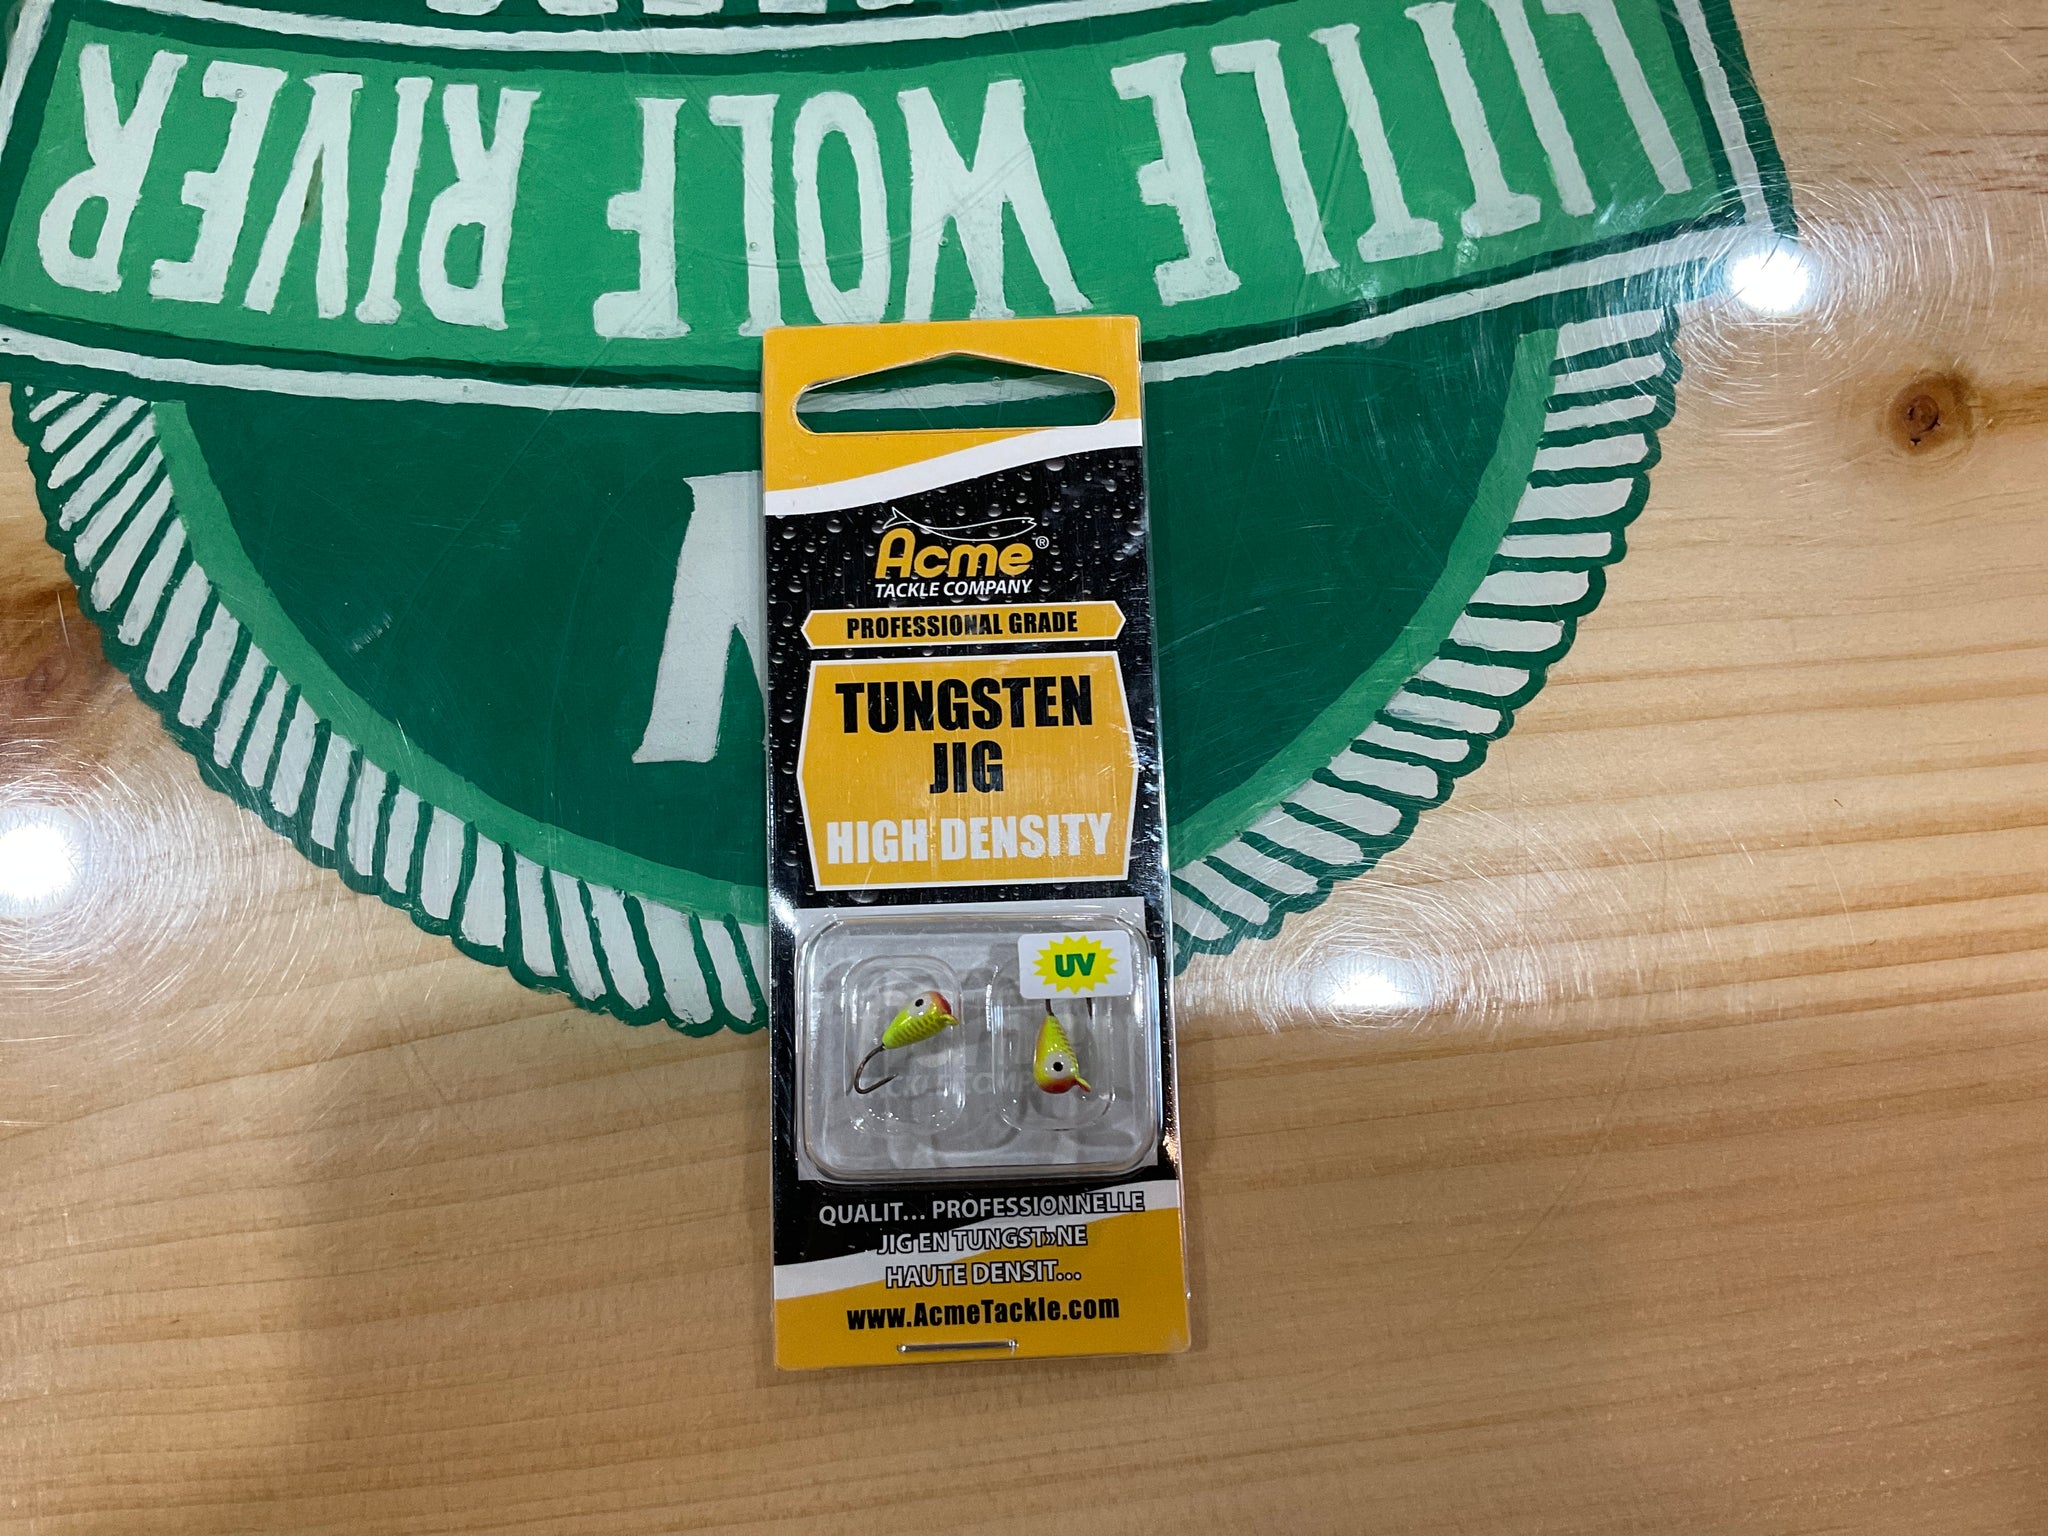 LITTLE WOLF RIVER
Acme®
TACKLE COMPANY
PROFESSIONAL GRADE
TUNGSTEN
JIG
HIGH DENSITY
UV
QUALIT… PROFESSIONNELLE
JIG EN TUNGST»NE
HAUTE DENSIT…
www.AcmeTackle.com